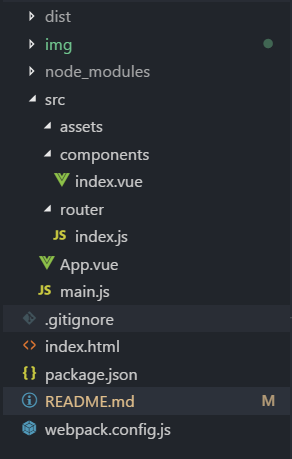 dist
img
node_modules
src
assets
components
index.vue
router
JS index.js
App.vue
JS main.js
.gitignore
<> index.html
package.json
README.md M
webpack.config.js